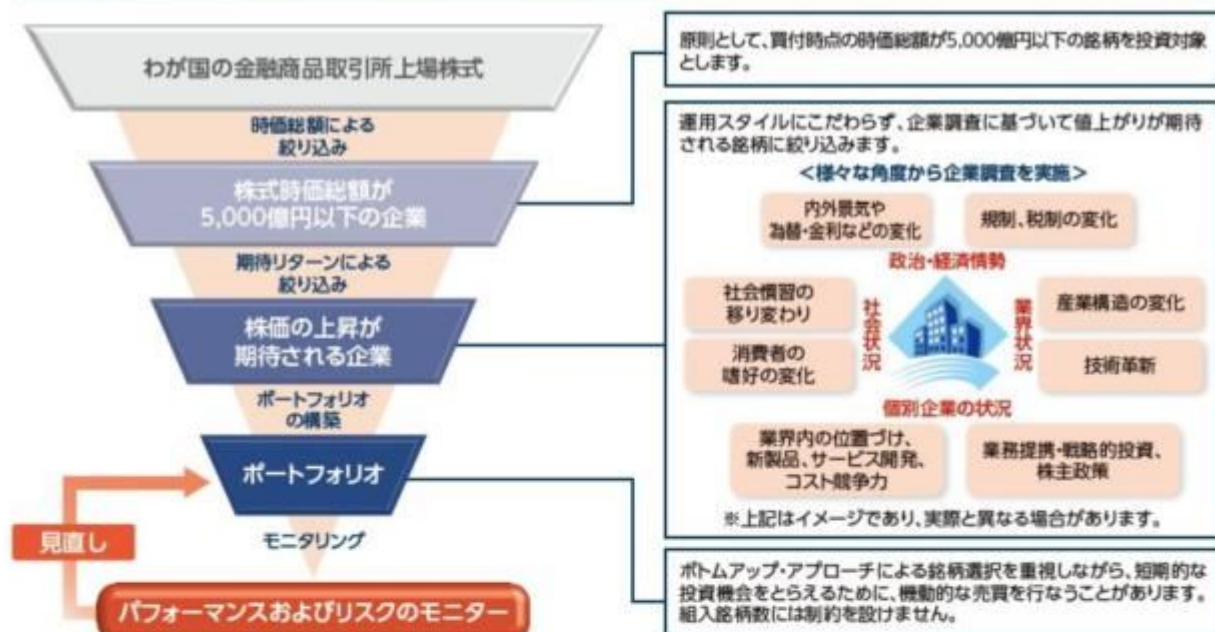 わが国の金融商品取引所上場株式
時価総額による
絞り込み
株式時価総額が
5,000億円以下の企業
期待リターンによる
絞り込み
株価の上昇が
期待される企業
ポートフォリオ
の構築
ポートフォリオ
見直し
モニタリング
パフォーマンスおよびリスクのモニター
原則として、買付時点の時価総額が5,000億円以下の銘柄を投資対象
とします。
運用スタイルにこだわらず、企業調査に基づいて値上がりが期待
される銘柄に絞り込みます。
<様々な角度から企業調査を実施>
内外景気や
為替・金利などの変化
規制、税制の変化
政治・経済情勢
社会慣習の
移り変わり
社会状況
業界状況
産業構造の変化
消費者の
嗜好の変化
技術革新
個別企業の状況
業界内の位置づけ、
新製品、サービス開発、
コスト競争力
業務提携・戦略的投資、
株主政策
※上記はイメージであり、実際と異なる場合があります。
ボトムアップ・アプローチによる銘柄選択を重視しながら、短期的な
投資機会をとらえるために、機動的な売買を行なうことがあります。
組入銘柄数には制約を設けません。